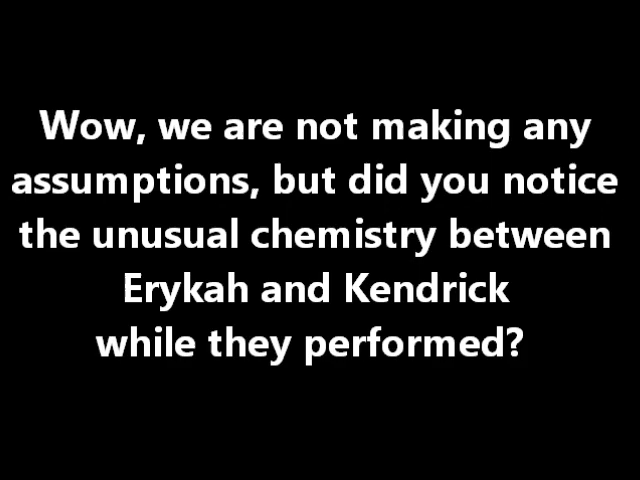 Wow, we are not making any
assumptions, but did you notice
the unusual chemistry between
Erykah and Kendrick
while they performed?